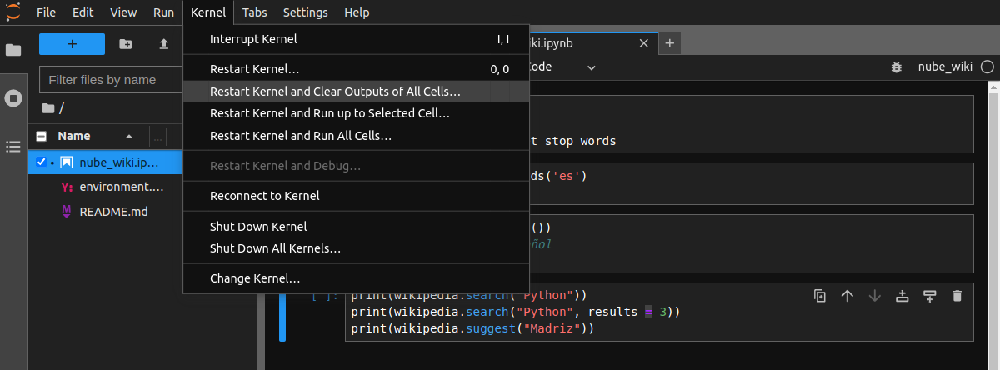 File Edit View Run Kernel Tabs Settings Help
+
Filter files by name
/
Name
...
nube_wiki.ip…
Y: environment.…
M README.md
Interrupt Kernel I, I
Restart Kernel… 0, 0
Restart Kernel and Clear Outputs of All Cells…
Restart Kernel and Run up to Selected Cell…
Restart Kernel and Run All Cells…
Restart Kernel and Debug…
Reconnect to Kernel
Shut Down Kernel
Shut Down All Kernels…
Change Kernel…
iki.ipynb
+
ode
nube_wiki
t_stop_words
ds('es')
())
ñol
[ ]: print(wikipedia.search("Python"))
print(wikipedia.search("Python", results = 3))
print(wikipedia.suggest("Madriz"))